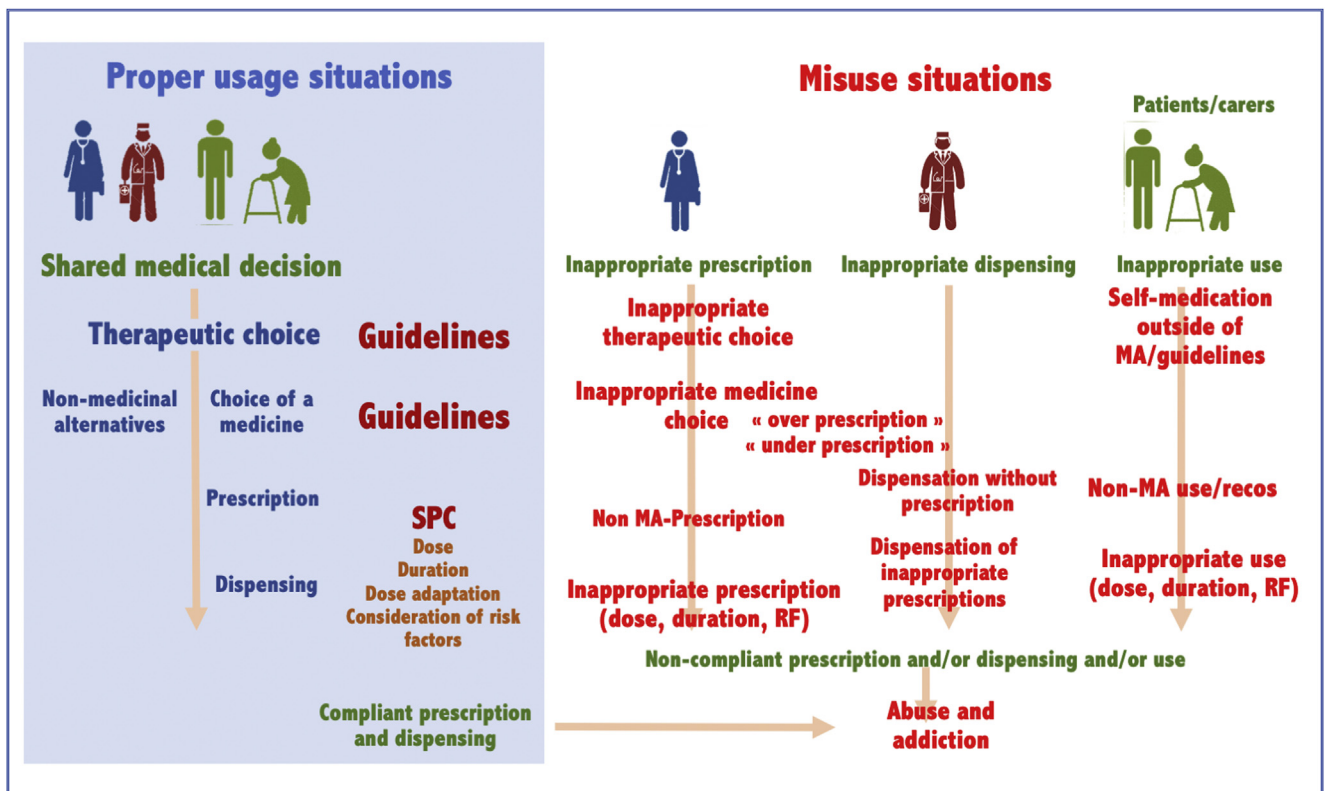 Proper usage situations
Shared medical decision
Therapeutic choice
Guidelines
Non-medicinal
alternatives
Choice of a
medicine
Guidelines
Prescription
SPC
Dose
Duration
Dose adaptation
Consideration of risk
factors
Dispensing
Compliant prescription
and dispensing
Misuse situations
Patients/carers
Inappropriate prescription
Inappropriate
therapeutic choice
Inappropriate medicine
choice
« over prescription »
« under prescription »
Non MA-Prescription
Inappropriate prescription
(dose, duration, RF)
Inappropriate dispensing
Dispensation without
prescription
Dispensation of
inappropriate
prescriptions
Inappropriate use
Self-medication
outside of
MA/guidelines
Non-MA use/recos
Inappropriate use
(dose, duration, RF)
Non-compliant prescription and/or dispensing and/or use
Abuse and
addiction